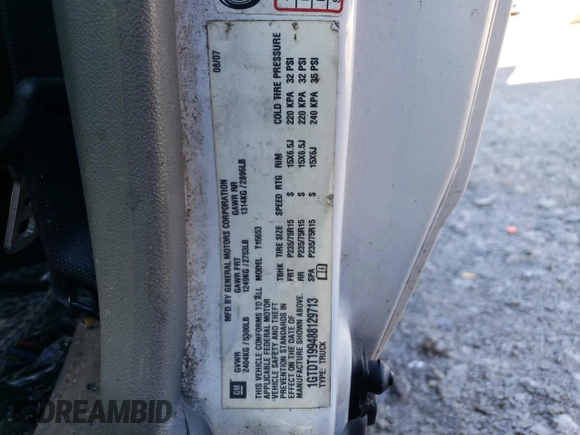 08/07
MFD BY GENERAL MOTORS CORPORATION
GVWR GAWR FRT GAWR RR
2404KG/5300LB 1249KG/2753LB 1314KG/2896LB
THIS VEHICLE CONFORMS TO ALL
APPLICABLE FEDERAL MOTOR
VEHICLE SAFETY AND THEFT
PREVENTION STANDARDS IN
EFFECT ON THE DATE OF
MANUFACTURE SHOWN ABOVE.
1GTDT199488129713
TYPE: TRUCK
MODEL: T15653
TBHK TIRE SIZE SPEED RTG RIM COLD TIRE PRESSURE
FRT P235/75R15 S 15X6.5J 220 KPA 32 PSI
RR P235/75R15 S 15X6.5J 220 KPA 32 PSI
SPA P235/75R15 S 15X6J 240 KPA 35 PSI
GM
DREAMBID